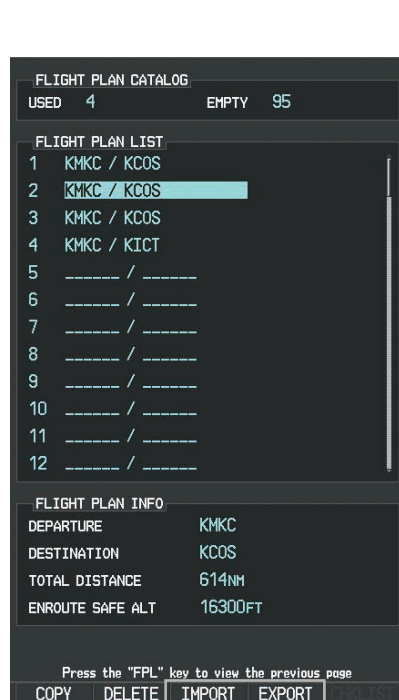 FLIGHT PLAN CATALOG
USED 4 EMPTY 95
FLIGHT PLAN LIST
1 KMKC / KCOS
2 KMKC / KCOS
3 KMKC / KCOS
4 KMKC / KICT
5 ______ / ______
6 ______ / ______
7 ______ / ______
8 ______ / ______
9 ______ / ______
10 ______ / ______
11 ______ / ______
12 ______ / ______
FLIGHT PLAN INFO
DEPARTURE KMKC
DESTINATION KCOS
TOTAL DISTANCE 614NM
ENROUTE SAFE ALT 16300FT
Press the "FPL" key to view the previous page
COPY DELETE IMPORT EXPORT CHKLIST